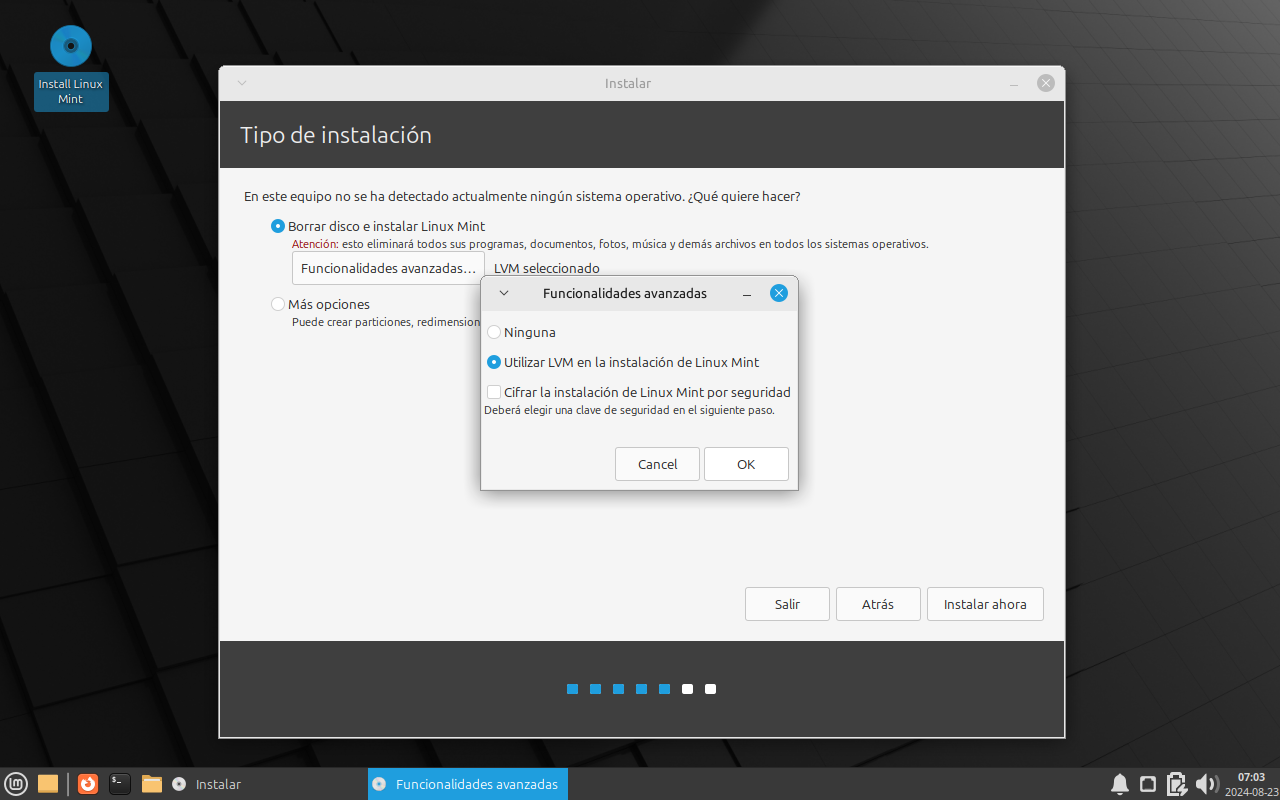 Install Linux
Mint
Instalar
Tipo de instalación
En este equipo no se ha detectado actualmente ningún sistema operativo. ¿Qué quiere hacer?
Borrar disco e instalar Linux Mint
Atención: esto eliminará todos sus programas, documentos, fotos, música y demás archivos en todos los sistemas operativos.
Funcionalidades avanzadas...
LVM seleccionado
Más opciones
Puede crear particiones, redimension
Funcionalidades avanzadas
Ninguna
Utilizar LVM en la instalación de Linux Mint
Cifrar la instalación de Linux Mint por seguridad
Deberá elegir una clave de seguridad en el siguiente paso.
Cancel
OK
Salir
Atrás
Instalar ahora
Instalar
Funcionalidades avanzadas
07:03
2024-08-23